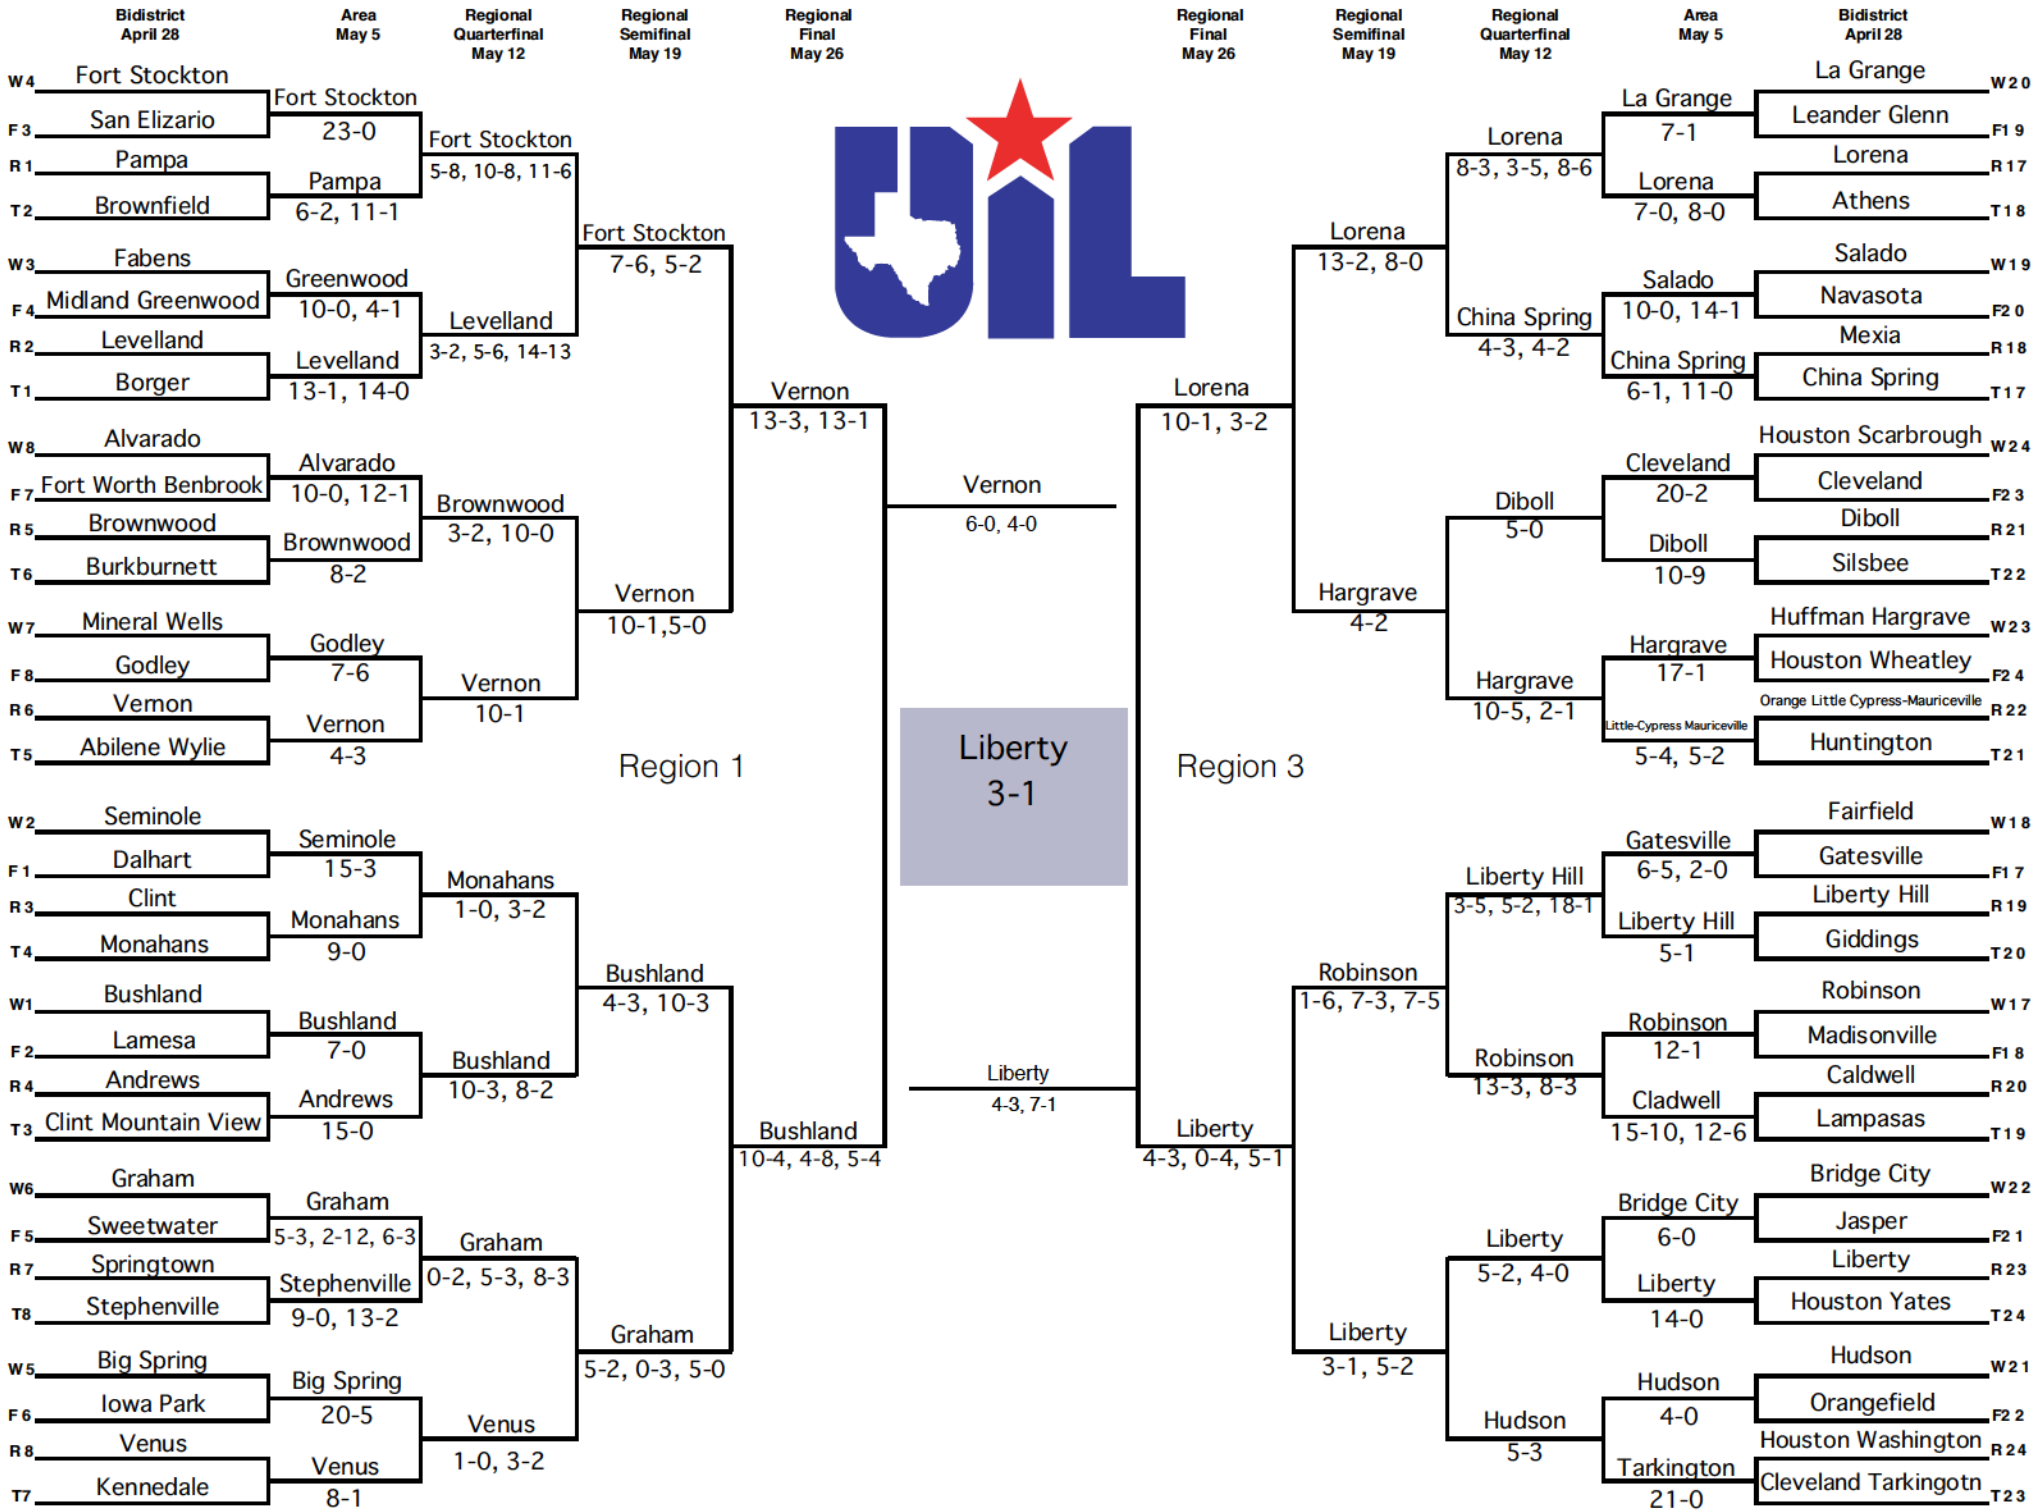 Bidistrict
April 28
Area
May 5
Regional
Quarterfinal
May 12
Regional
Semifinal
May 19
Regional
Final
May 26
Regional
Final
May 26
Regional
Semifinal
May 19
Regional
Quarterfinal
May 12
Area
May 5
Bidistrict
April 28
W4 Fort Stockton
F3 San Elizario
R1 Pampa
T2 Brownfield
W3 Fabens
F4 Midland Greenwood
R2 Levelland
T1 Borger
W8 Alvarado
F7 Fort Worth Benbrook
R5 Brownwood
T6 Burkburnett
W7 Mineral Wells
F8 Godley
R6 Vernon
T5 Abilene Wylie
W2 Seminole
F1 Dalhart
R3 Clint
T4 Monahans
W1 Bushland
F2 Lamesa
R4 Andrews
T3 Clint Mountain View
W6 Graham
F5 Sweetwater
R7 Springtown
T8 Stephenville
W5 Big Spring
F6 Iowa Park
R8 Venus
T7 Kennedale
Fort Stockton
23-0
Pampa
6-2, 11-1
Greenwood
10-0, 4-1
Levelland
13-1, 14-0
Alvarado
10-0, 12-1
Brownwood
8-2
Godley
7-6
Vernon
4-3
Seminole
15-3
Monahans
9-0
Bushland
7-0
Andrews
15-0
Graham
5-3, 2-12, 6-3
Stephenville
9-0, 13-2
Big Spring
20-5
Venus
8-1
Fort Stockton
5-8, 10-8, 11-6
Levelland
3-2, 5-6, 14-13
Brownwood
3-2, 10-0
Vernon
10-1
Monahans
1-0, 3-2
Bushland
10-3, 8-2
Graham
0-2, 5-3, 8-3
Venus
1-0, 3-2
Fort Stockton
7-6, 5-2
Vernon
10-1,5-0
Bushland
4-3, 10-3
Graham
5-2, 0-3, 5-0
Region 1
Vernon
13-3, 13-1
Bushland
10-4, 4-8, 5-4
UIL
Vernon
6-0, 4-0
Liberty
3-1
Liberty
4-3, 7-1
Lorena
10-1, 3-2
Liberty
4-3, 0-4, 5-1
Region 3
Lorena
13-2, 8-0
Hargrave
4-2
Robinson
1-6, 7-3, 7-5
Liberty
3-1, 5-2
Lorena
8-3, 3-5, 8-6
China Spring
4-3, 4-2
Diboll
5-0
Hargrave
10-5, 2-1
Liberty Hill
3-5, 5-2, 18-1
Robinson
13-3, 8-3
Liberty
5-2, 4-0
Hudson
5-3
La Grange
7-1
Lorena
7-0, 8-0
Salado
10-0, 14-1
China Spring
6-1, 11-0
Cleveland
20-2
Diboll
10-9
Hargrave
17-1
Little-Cypress Mauriceville
5-4, 5-2
Gatesville
6-5, 2-0
Liberty Hill
5-1
Robinson
12-1
Cladwell
15-10, 12-6
Bridge City
6-0
Liberty
14-0
Hudson
4-0
Tarkington
21-0
La Grange W20
Leander Glenn F19
Lorena R17
Athens T18
Salado W19
Navasota F20
Mexia R18
China Spring T17
Houston Scarbrough W24
Cleveland F23
Diboll R21
Silsbee T22
Huffman Hargrave W23
Houston Wheatley F24
Orange Little Cypress-Mauriceville R22
Huntington T21
Fairfield W18
Gatesville F17
Liberty Hill R19
Giddings T20
Robinson W17
Madisonville F18
Caldwell R20
Lampasas T19
Bridge City W22
Jasper F21
Liberty R23
Houston Yates T24
Hudson W21
Orangefield F22
Houston Washington R24
Cleveland Tarkingotn T23